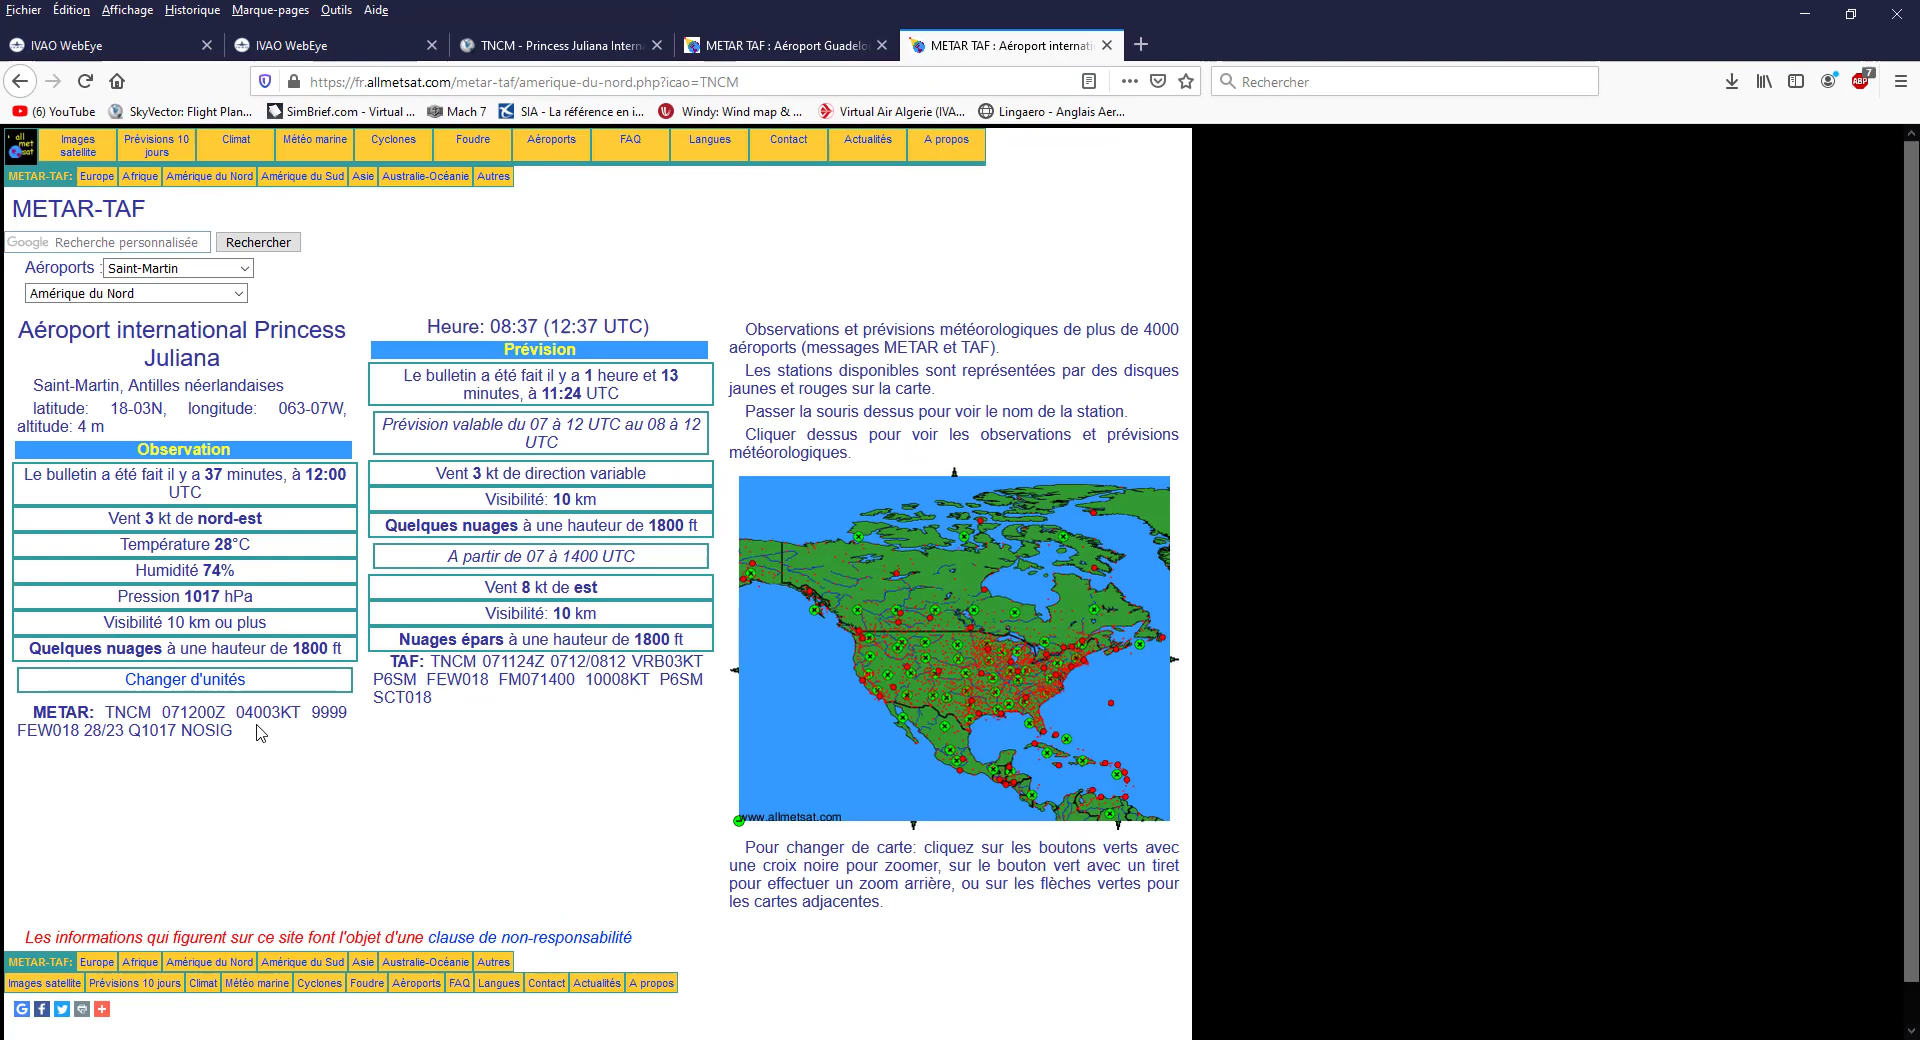 Fichier Édition Affichage Historique Marque-pages Outils Aide
IVAO WebEye
IVAO WebEye
TNCM - Princess Juliana Intern
METAR TAF : Aéroport Guadelo
METAR TAF : Aéroport internati
https://fr.allmetsat.com/metar-taf/amerique-du-nord.php?icao=TNCM
Rechercher
ABP
7
(6) YouTube
SkyVector: Flight Plan...
SimBrief.com - Virtual ...
Mach 7
SIA - La référence en i...
Windy: Wind map & ...
Virtual Air Algerie (IVA...
Lingaero - Anglais Aer...
all
met
sat
Images
satellite
Prévisions 10
jours
Climat
Météo marine
Cyclones
Foudre
Aéroports
FAQ
Langues
Contact
Actualités
A propos
METAR-TAF: Europe Afrique Amérique du Nord Amérique du Sud Asie Australie-Océanie Autres
METAR-TAF
Google Recherche personnalisée
Rechercher
Aéroports : Saint-Martin
Amérique du Nord
Aéroport international Princess
Juliana
Saint-Martin, Antilles néerlandaises
latitude: 18-03N, longitude: 063-07W,
altitude: 4 m
Observation
Le bulletin a été fait il y a 37 minutes, à 12:00
UTC
Vent 3 kt de nord-est
Température 28°C
Humidité 74%
Pression 1017 hPa
Visibilité 10 km ou plus
Quelques nuages à une hauteur de 1800 ft
Changer d'unités
METAR: TNCM 071200Z 04003KT 9999
FEW018 28/23 Q1017 NOSIG
Heure: 08:37 (12:37 UTC)
Prévision
Le bulletin a été fait il y a 1 heure et 13
minutes, à 11:24 UTC
Prévision valable du 07 à 12 UTC au 08 à 12
UTC
Vent 3 kt de direction variable
Visibilité: 10 km
Quelques nuages à une hauteur de 1800 ft
A partir de 07 à 1400 UTC
Vent 8 kt de est
Visibilité: 10 km
Nuages épars à une hauteur de 1800 ft
TAF: TNCM 071124Z 0712/0812 VRB03KT
P6SM FEW018 FM071400 10008KT P6SM
SCT018
Observations et prévisions météorologiques de plus de 4000
aéroports (messages METAR et TAF).
Les stations disponibles sont représentées par des disques
jaunes et rouges sur la carte.
Passer la souris dessus pour voir le nom de la station.
Cliquer dessus pour voir les observations et prévisions
météorologiques.
www.allmetsat.com
Pour changer de carte: cliquez sur les boutons verts avec
une croix noire pour zoomer, sur le bouton vert avec un tiret
pour effectuer un zoom arrière, ou sur les flèches vertes pour
les cartes adjacentes.
Les informations qui figurent sur ce site font l'objet d'une clause de non-responsabilité
METAR-TAF: Europe Afrique Amérique du Nord Amérique du Sud Asie Australie-Océanie Autres
Images satellite Prévisions 10 jours Climat Météo marine Cyclones Foudre Aéroports FAQ Langues Contact Actualités A propos